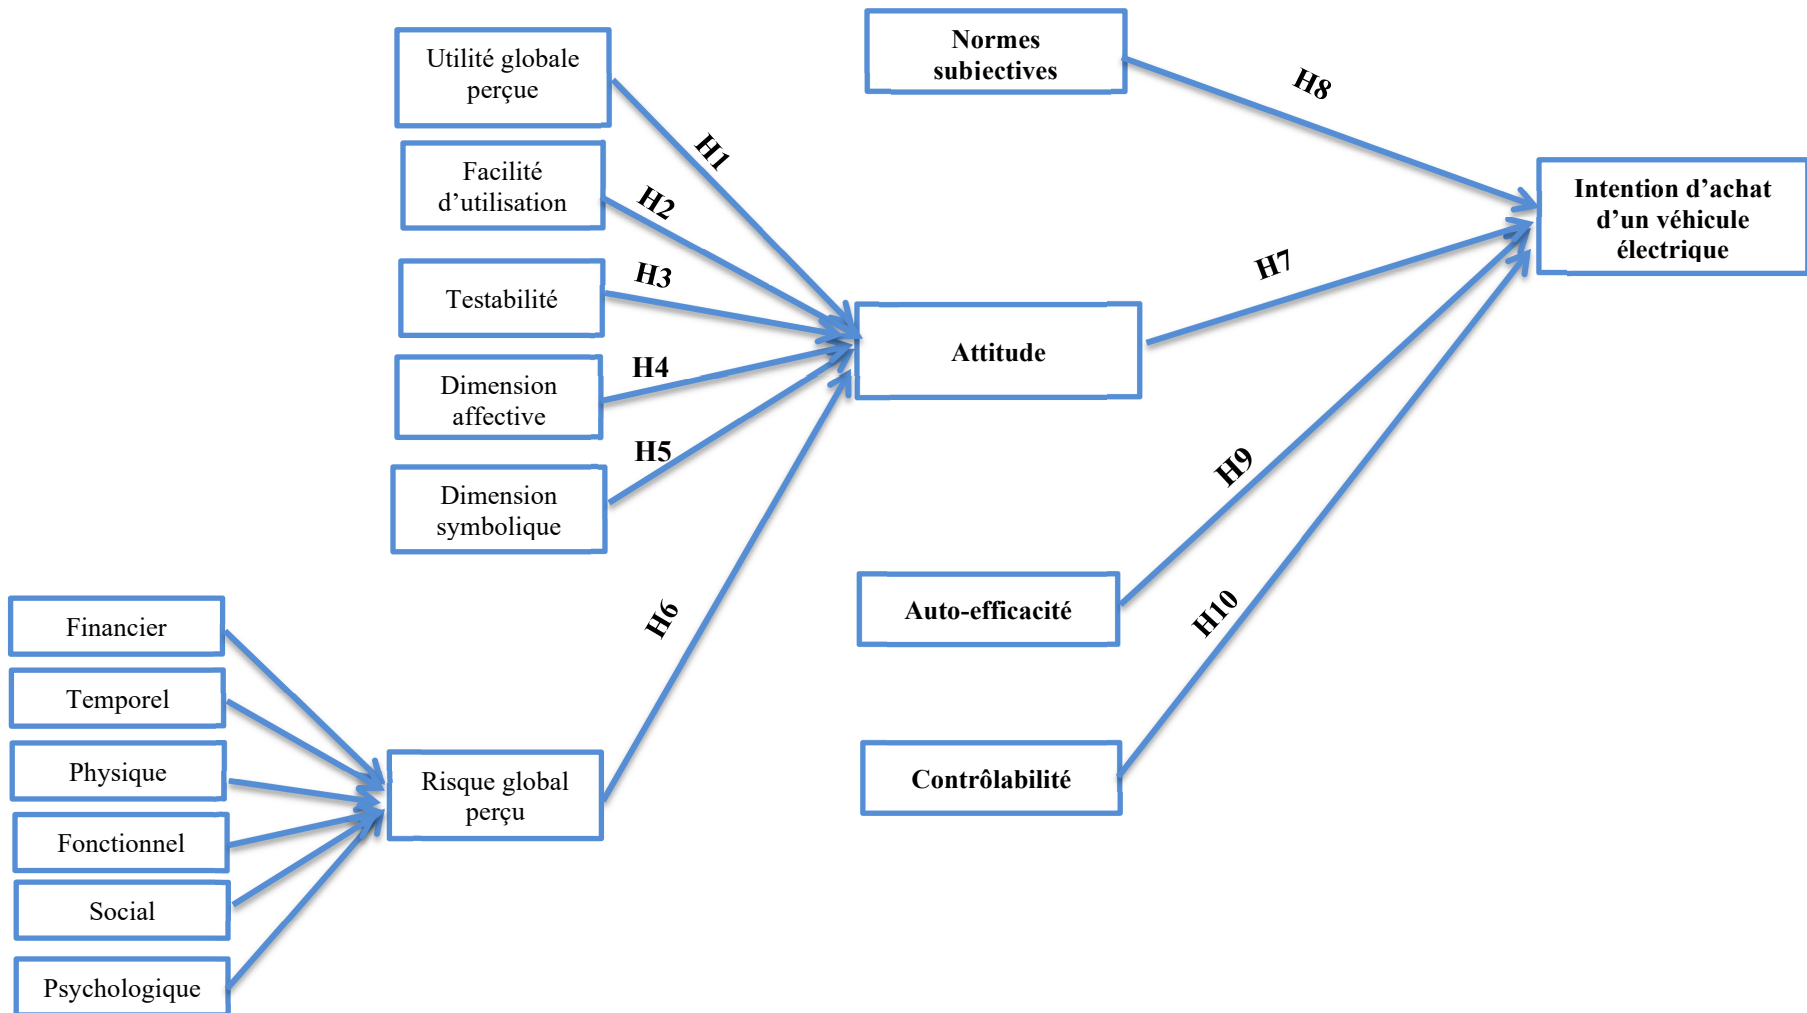 Utilité globale
perçue
Facilité
d’utilisation
Testabilité
Dimension
affective
Dimension
symbolique
Financier
Temporel
Physique
Fonctionnel
Social
Psychologique
Risque global
perçu
H1
H2
H3
H4
H5
H6
Normes
subjectives
Attitude
Auto-efficacité
Contrôlabilité
H8
H7
H9
H10
Intention d’achat
d’un véhicule
électrique